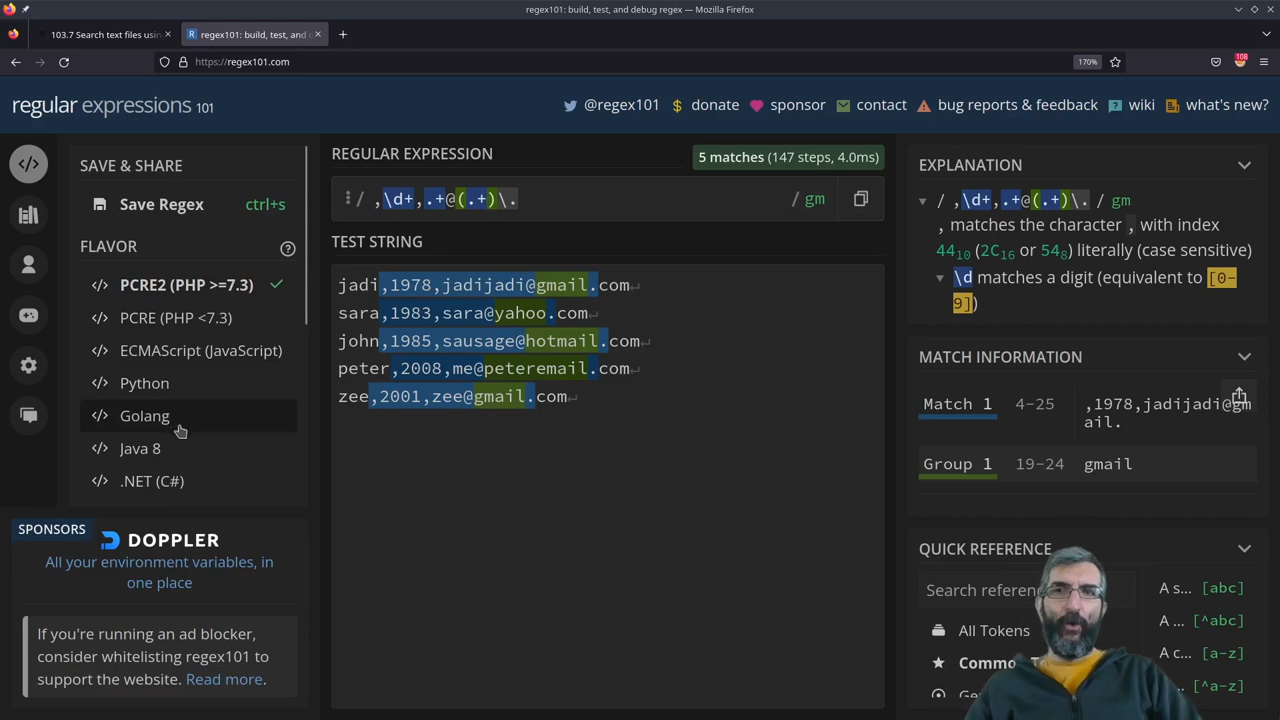 regex101: build, test, and debug regex — Mozilla Firefox
103.7 Search text files usin
regex101: build, test, and d
https://regex101.com
170%
108
regular expressions 101
@regex101
donate
sponsor
contact
bug reports & feedback
wiki
what's new?
SAVE & SHARE
Save Regex
ctrl+s
FLAVOR
PCRE2 (PHP >=7.3)
PCRE (PHP <7.3)
ECMAScript (JavaScript)
Python
Golang
Java 8
.NET (C#)
SPONSORS
DOPPLER
All your environment variables, in
one place
If you're running an ad blocker,
consider whitelisting regex101 to
support the website. Read more.
REGULAR EXPRESSION
5 matches (147 steps, 4.0ms)
/ ,\d+,.+@(.+)\.
/ gm
TEST STRING
jadi,1978,jadijadi@gmail.com
sara,1983,sara@yahoo.com
john,1985,sausage@hotmail.com
peter,2008,me@peteremail.com
zee,2001,zee@gmail.com
EXPLANATION
/ ,\d+,.+@(.+)\. / gm
, matches the character , with index
44₁₀ (2C₁₆ or 54₈) literally (case sensitive)
\d matches a digit (equivalent to [0-
9])
MATCH INFORMATION
Match 1 4-25 ,1978,jadijadi@gm
ail.
Group 1 19-24 gmail
QUICK REFERENCE
Search
All Tokens
A s... [abc]
A ... [^abc]
A c... [a-z]
A ... [^a-z]